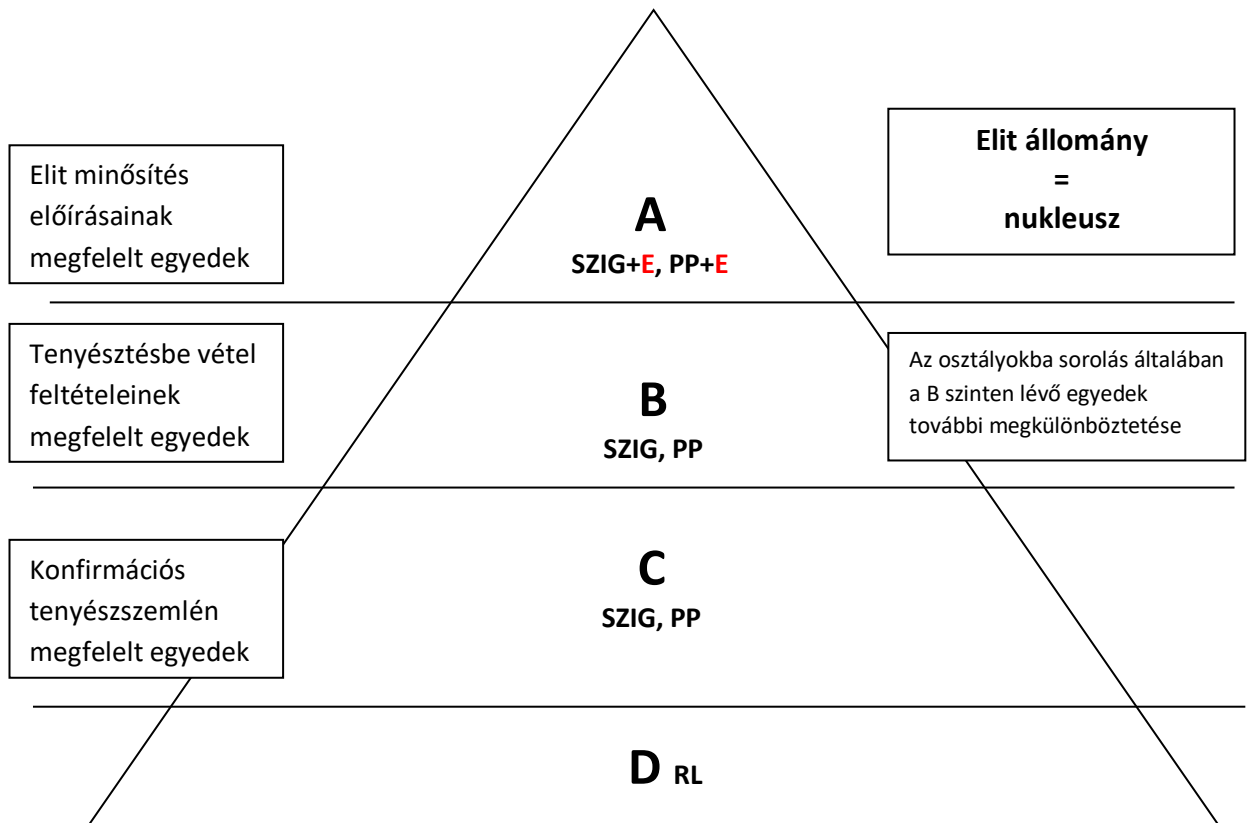 Elit minősítés
előírásainak
megfelelt egyedek
A
SZIG+E, PP+E
Elit állomány
=
nukleusz
Tenyésztésbe vétel
feltételeinek
megfelelt egyedek
B
SZIG, PP
Az osztályokba sorolás általában
a B szinten lévő egyedek
további megkülönböztetése
Konfirmációs
tenyészszemlén
megfelelt egyedek
C
SZIG, PP
D RL